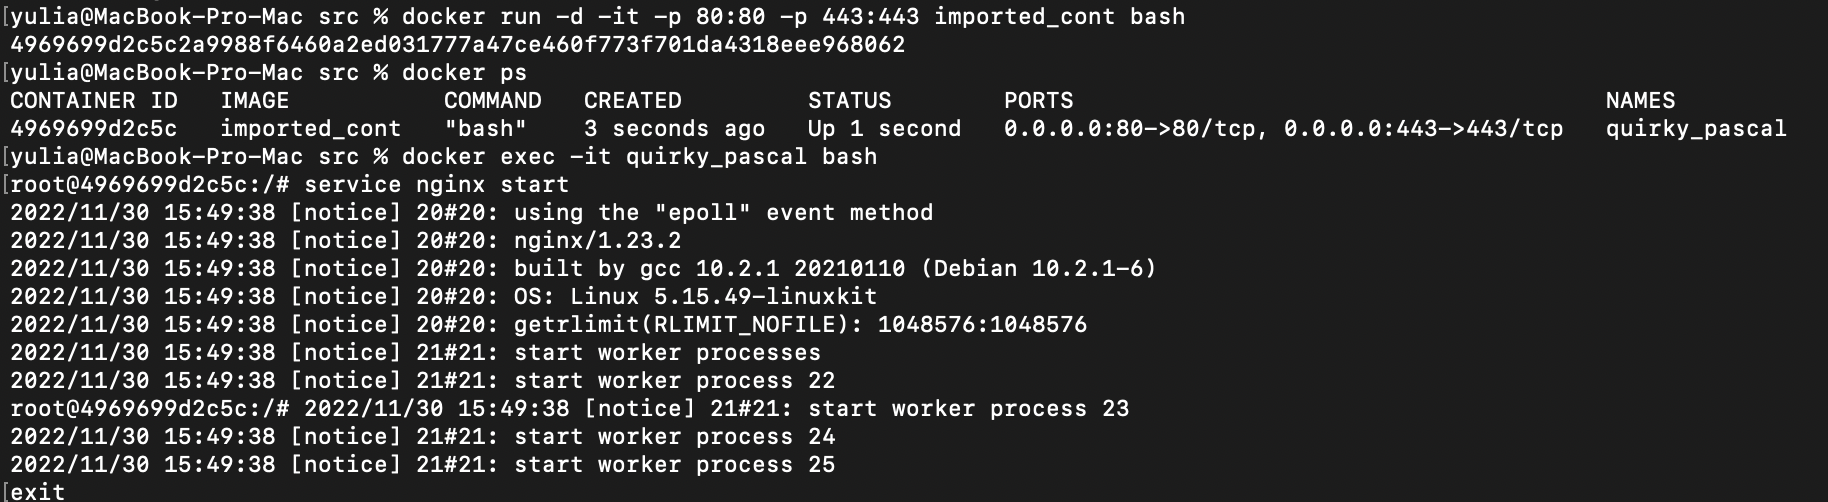 [yulia@MacBook-Pro-Mac src % docker run -d -it -p 80:80 -p 443:443 imported_cont bash
4969699d2c5c2a9988f6460a2ed031777a47ce460f773f701da4318eee968062
[yulia@MacBook-Pro-Mac src % docker ps
CONTAINER ID   IMAGE           COMMAND   CREATED         STATUS        PORTS                                      NAMES
4969699d2c5c   imported_cont   "bash"    3 seconds ago   Up 1 second   0.0.0.0:80->80/tcp, 0.0.0.0:443->443/tcp   quirky_pascal
[yulia@MacBook-Pro-Mac src % docker exec -it quirky_pascal bash
[root@4969699d2c5c:/# service nginx start
2022/11/30 15:49:38 [notice] 20#20: using the "epoll" event method
2022/11/30 15:49:38 [notice] 20#20: nginx/1.23.2
2022/11/30 15:49:38 [notice] 20#20: built by gcc 10.2.1 20210110 (Debian 10.2.1-6)
2022/11/30 15:49:38 [notice] 20#20: OS: Linux 5.15.49-linuxkit
2022/11/30 15:49:38 [notice] 20#20: getrlimit(RLIMIT_NOFILE): 1048576:1048576
2022/11/30 15:49:38 [notice] 21#21: start worker processes
2022/11/30 15:49:38 [notice] 21#21: start worker process 22
root@4969699d2c5c:/# 2022/11/30 15:49:38 [notice] 21#21: start worker process 23
2022/11/30 15:49:38 [notice] 21#21: start worker process 24
2022/11/30 15:49:38 [notice] 21#21: start worker process 25
[exit